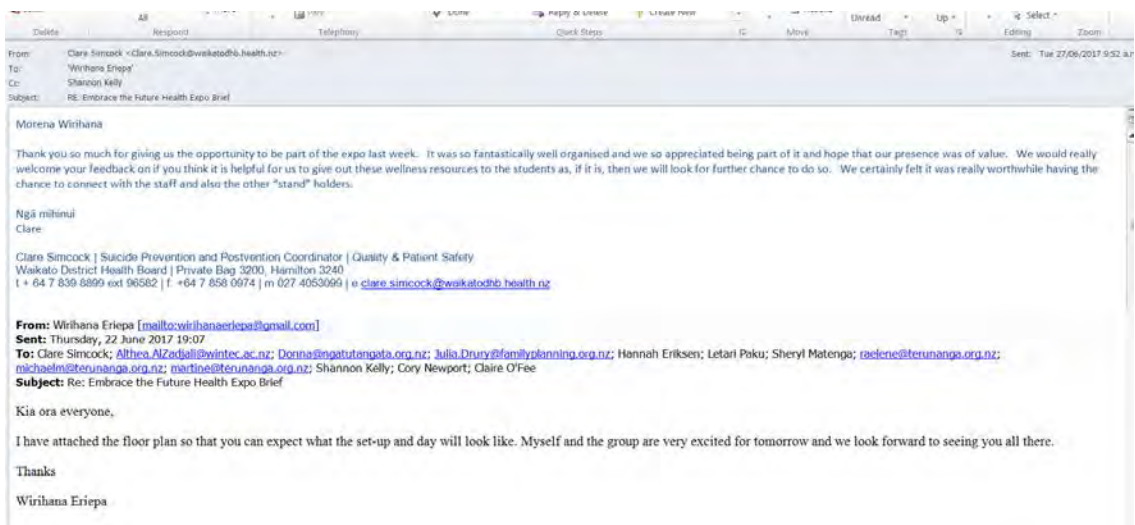 All
Done
Reply & Delete
Create New
Unread
Up
Select
Delete
Respond
Telephony
Quick Steps
Move
Tags
Editing
Zoom
From: Clare Simcock <Clare.Simcock@waikatodhb.health.nz>
Sent: Tue 27/06/2017 9:52 a.m
To: 'Wirihana Eriepa'
Cc: Shannon Kelly
Subject: RE: Embrace the Future Health Expo Brief
Morena Wirihana
Thank you so much for giving us the opportunity to be part of the expo last week. It was so fantastically well organised and we so appreciated being part of it and hope that our presence was of value. We would really
welcome your feedback on if you think it is helpful for us to give out these wellness resources to the students as, if it is, then we will look for further chance to do so. We certainly felt it was really worthwhile having the
chance to connect with the staff and also the other "stand" holders.
Ngā mihinui
Clare
Clare Simcock | Suicide Prevention and Postvention Coordinator | Quality & Patient Safety
Waikato District Health Board | Private Bag 3200, Hamilton 3240
t + 64 7 839 8899 ext 96582 | f. +64 7 858 0974 | m 027 4053099 | e clare.simcock@waikatodhb.health.nz
From: Wirihana Eriepa [mailto:wirihanaeriepa@gmail.com]
Sent: Thursday, 22 June 2017 19:07
To: Clare Simcock; Althea.AlZadjali@wintec.ac.nz; Donna@ngatutangata.org.nz; Julia.Drury@familyplanning.org.nz; Hannah Eriksen; Letari Paku; Sheryl Matenga; raelene@terunanga.org.nz;
michaelm@terunanga.org.nz; martine@terunanga.org.nz; Shannon Kelly; Cory Newport; Claire O'Fee
Subject: Re: Embrace the Future Health Expo Brief
Kia ora everyone,
I have attached the floor plan so that you can expect what the set-up and day will look like. Myself and the group are very excited for tomorrow and we look forward to seeing you all there.
Thanks
Wirihana Eriepa